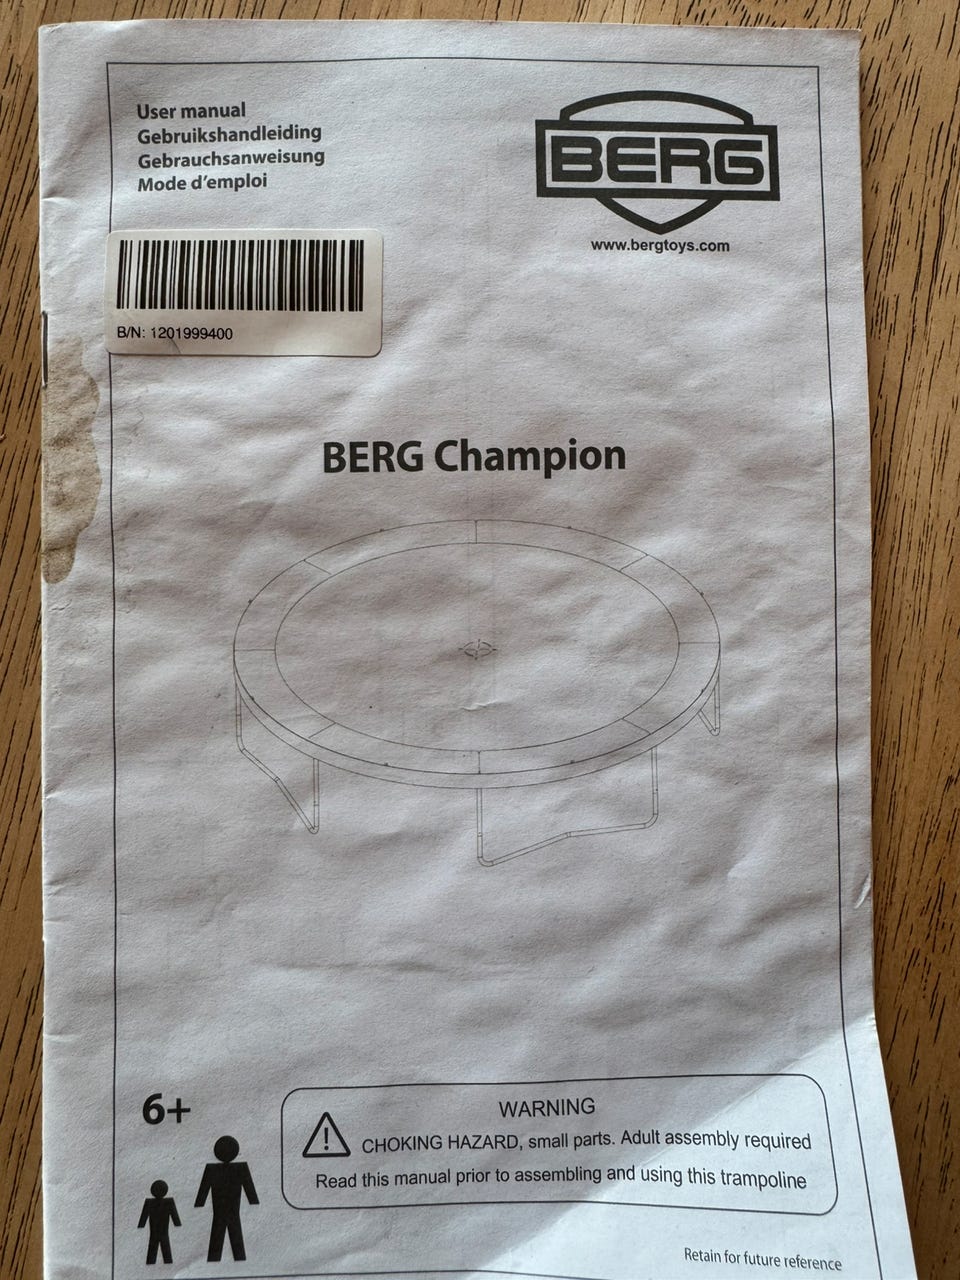 User manual
Gebruikshandleiding
Gebrauchsanweisung
Mode d'emploi
BERG
www.bergtoys.com
B/N: 1201999400
BERG Champion
6+
WARNING
CHOKING HAZARD, small parts. Adult assembly required
Read this manual prior to assembling and using this trampoline
Retain for future reference